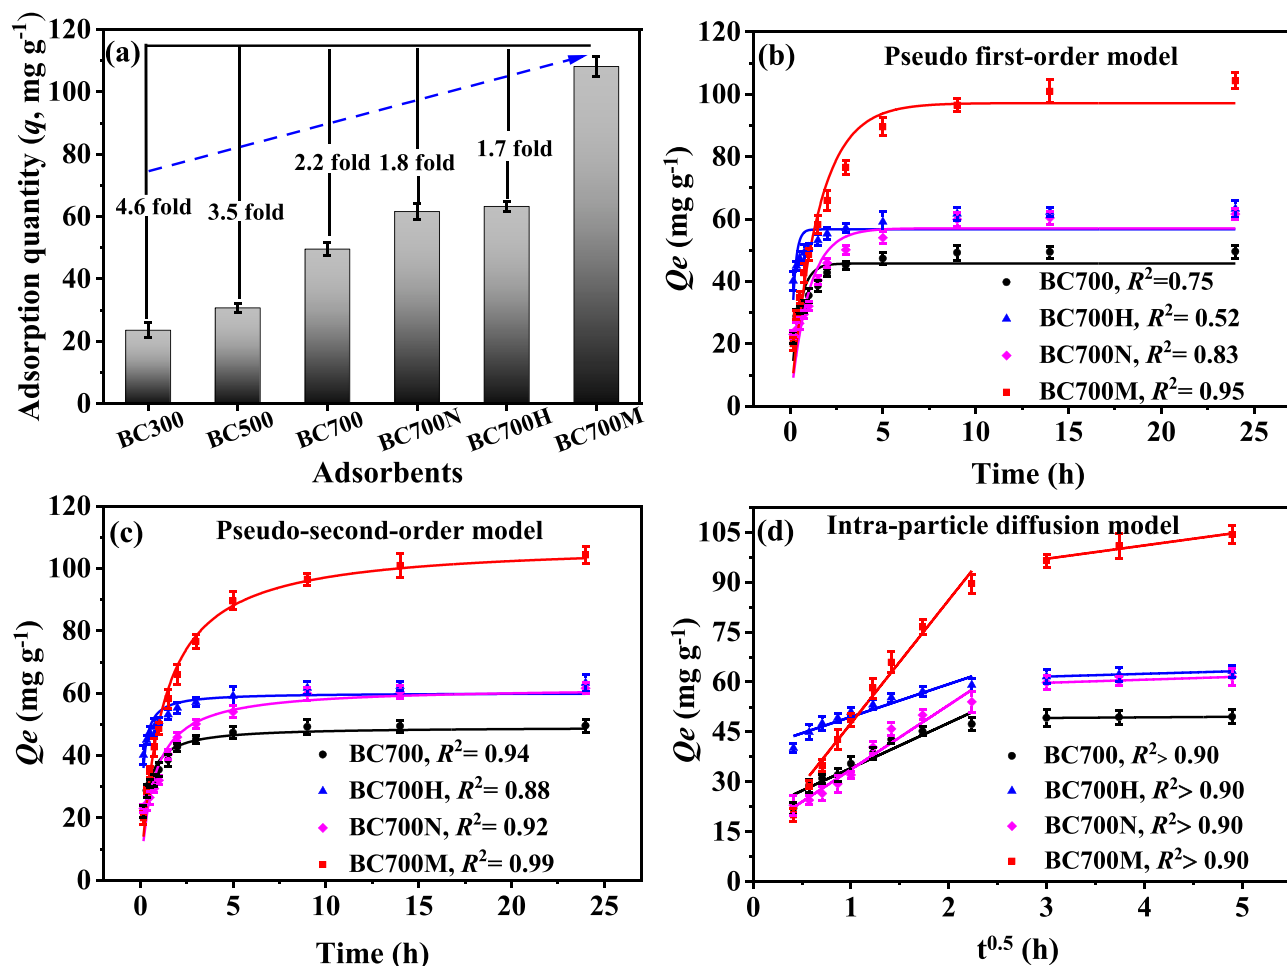 (a)
Adsorption quantity (q, mg g⁻¹)
120
100
80
60
40
20
0
4.6 fold
3.5 fold
2.2 fold
1.8 fold
1.7 fold
BC300
BC500
BC700
BC700N
BC700H
BC700M
Adsorbents
(b)
Pseudo first-order model
Qe (mg g⁻¹)
120
100
80
60
40
20
0
BC700, R²=0.75
BC700H, R²= 0.52
BC700N, R²= 0.83
BC700M, R²= 0.95
0
5
10
15
20
25
Time (h)
(c)
Pseudo-second-order model
Qe (mg g⁻¹)
120
100
80
60
40
20
0
BC700, R²= 0.94
BC700H, R²= 0.88
BC700N, R²= 0.92
BC700M, R²= 0.99
0
5
10
15
20
25
Time (h)
(d)
Intra-particle diffusion model
Qe (mg g⁻¹)
105
90
75
60
45
30
15
0
BC700, R²> 0.90
BC700H, R²> 0.90
BC700N, R²> 0.90
BC700M, R²> 0.90
0
1
2
3
4
5
t⁰·⁵ (h)